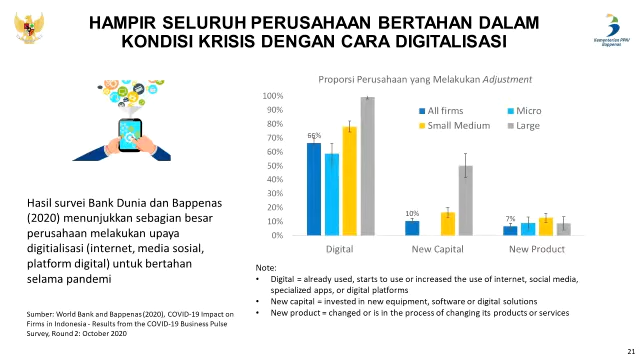 HAMPIR SELURUH PERUSAHAAN BERTAHAN DALAM
KONDISI KRISIS DENGAN CARA DIGITALISASI
Kementerian PPN/
Bappenas
Proporsi Perusahaan yang Melakukan Adjustment
100%
90%
80%
70%
60%
50%
40%
30%
20%
10%
0%
All firms
Micro
Small Medium
Large
66%
10%
7%
Digital
New Capital
New Product
Hasil survei Bank Dunia dan Bappenas
(2020) menunjukkan sebagian besar
perusahaan melakukan upaya
digitialisasi (internet, media sosial,
platform digital) untuk bertahan
selama pandemi
Note:
• Digital = already used, starts to use or increased the use of internet, social media,
specialized apps, or digital platforms
• New capital = invested in new equipment, software or digital solutions
• New product = changed or is in the process of changing its products or services
Sumber: World Bank and Bappenas (2020), COVID-19 Impact on
Firms in Indonesia - Results from the COVID-19 Business Pulse
Survey, Round 2: October 2020
21